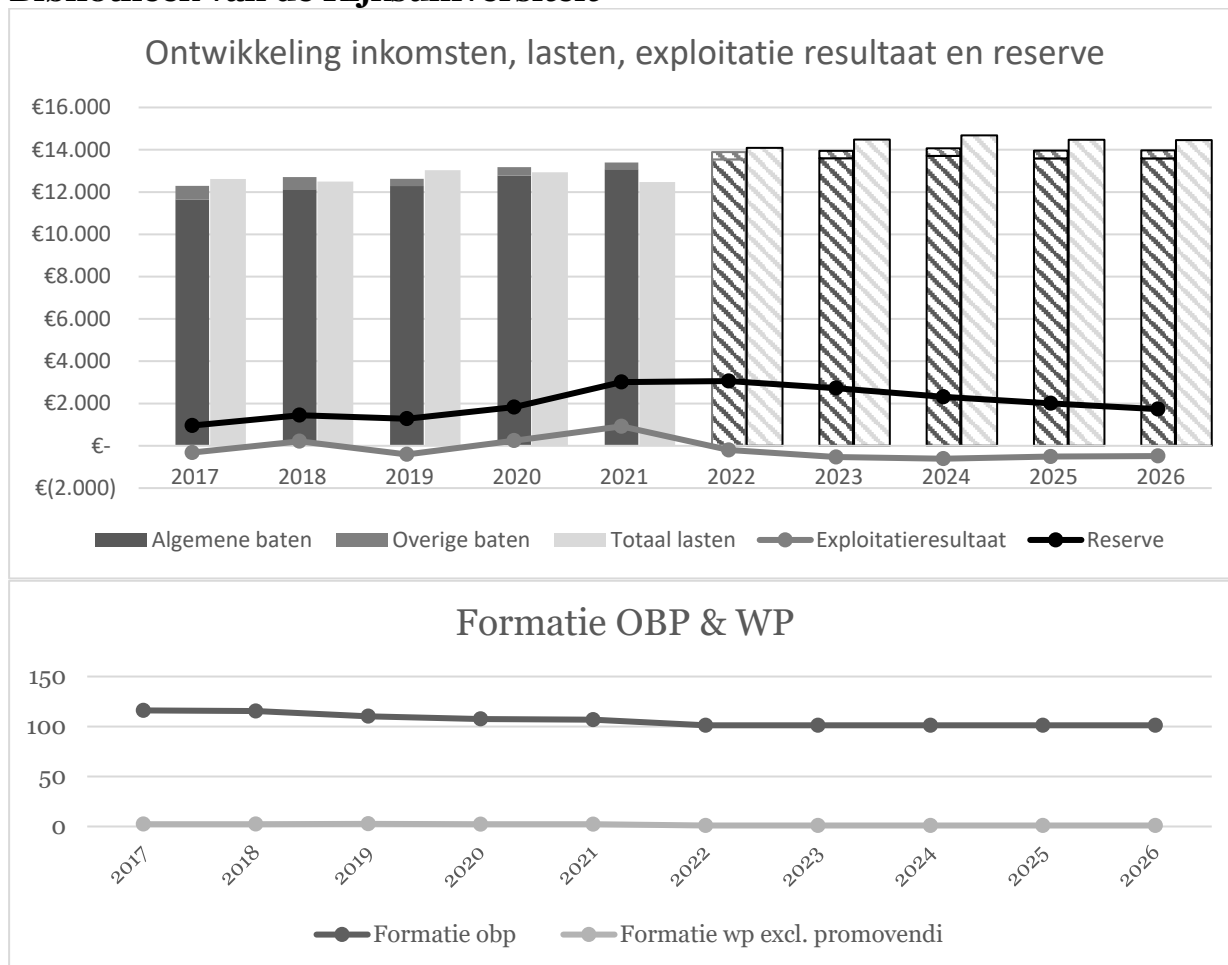 Ontwikkeling inkomsten, lasten, exploitatie resultaat en reserve
€16.000
€14.000
€12.000
€10.000
€8.000
€6.000
€4.000
€2.000
€-
€(2.000)
2017 2018 2019 2020 2021 2022 2023 2024 2025 2026
Algemene baten Overige baten Totaal lasten Exploitatieresultaat Reserve
Formatie OBP & WP
150
100
50
0
2017 2018 2019 2020 2021 2022 2023 2024 2025 2026
Formatie obp Formatie wp excl. promovendi